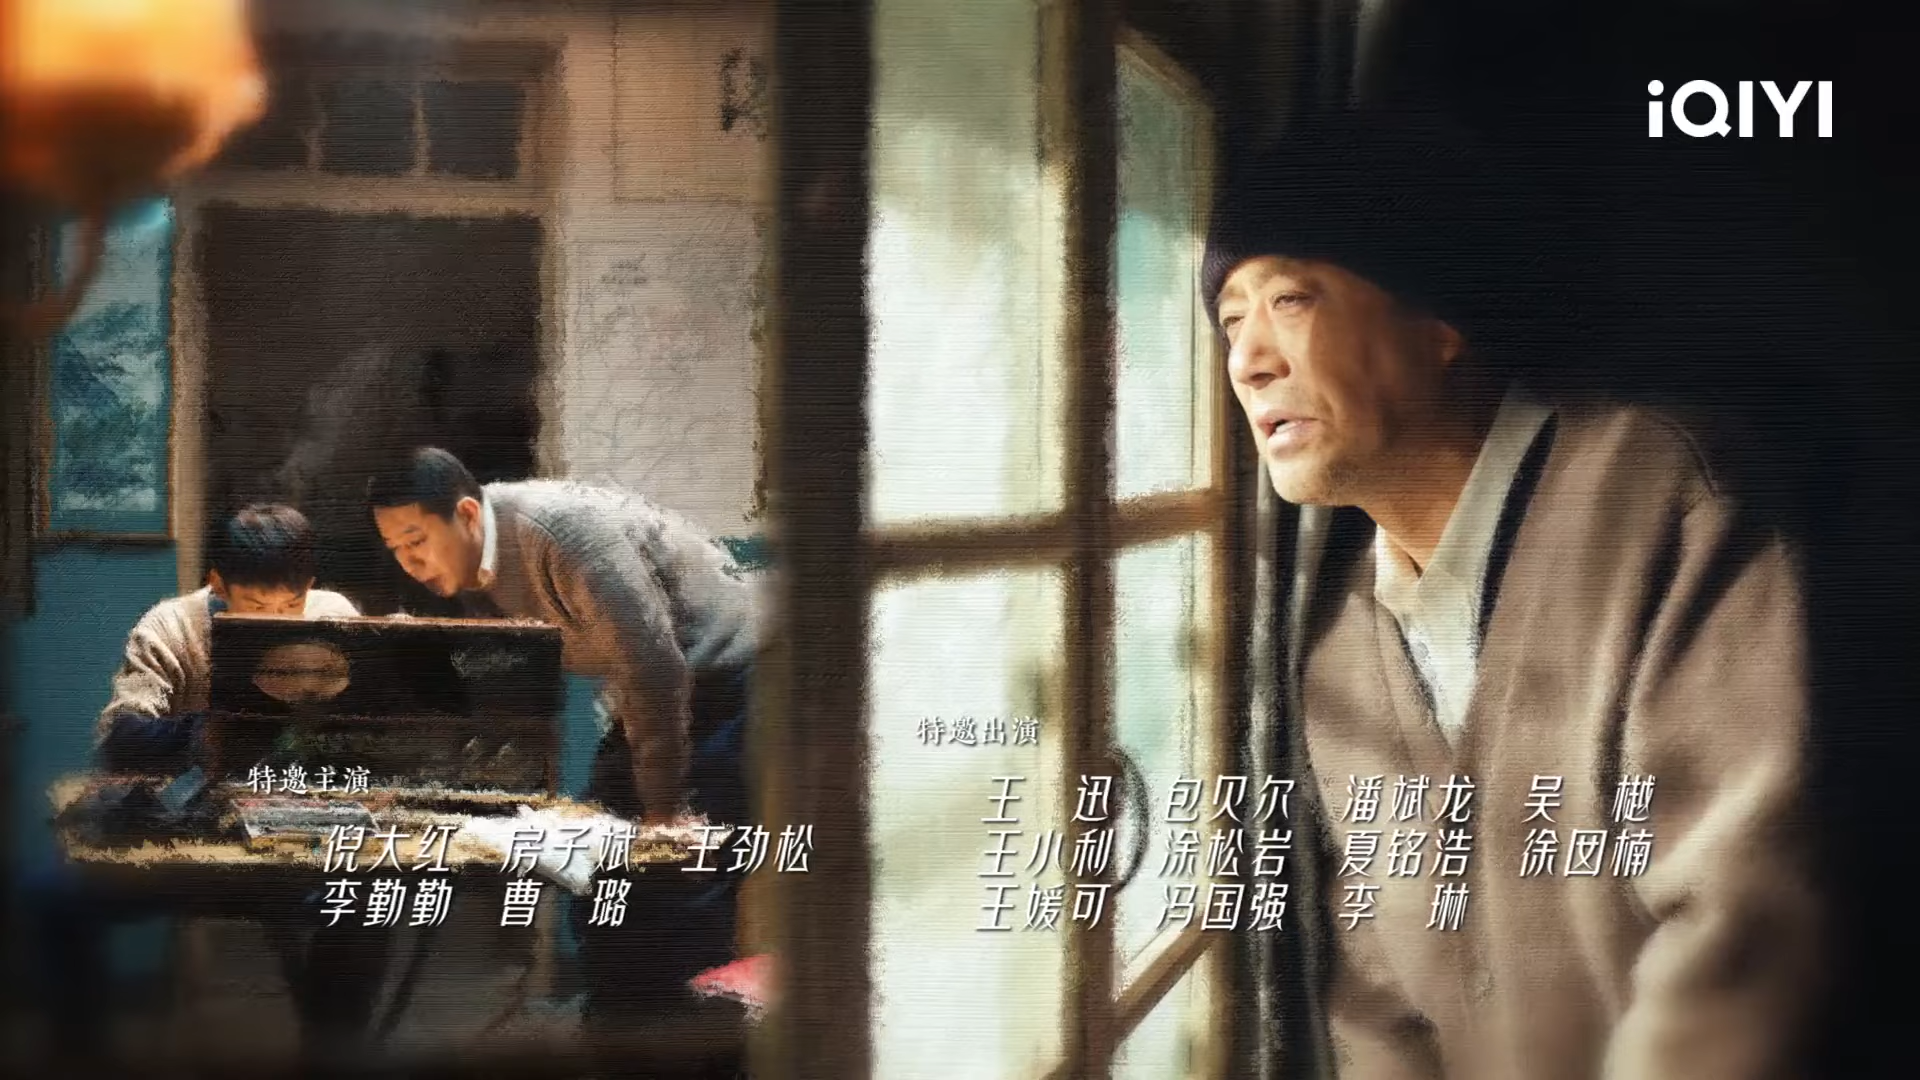 iQIYI
特邀主演
倪大红 房子斌 王劲松
李勤勤 曹 璐
特邀出演
王 迅 包贝尔 潘斌龙 吴 樾
王小利 涂松岩 夏铭浩 徐囡楠
王媛可 冯国强 李 琳